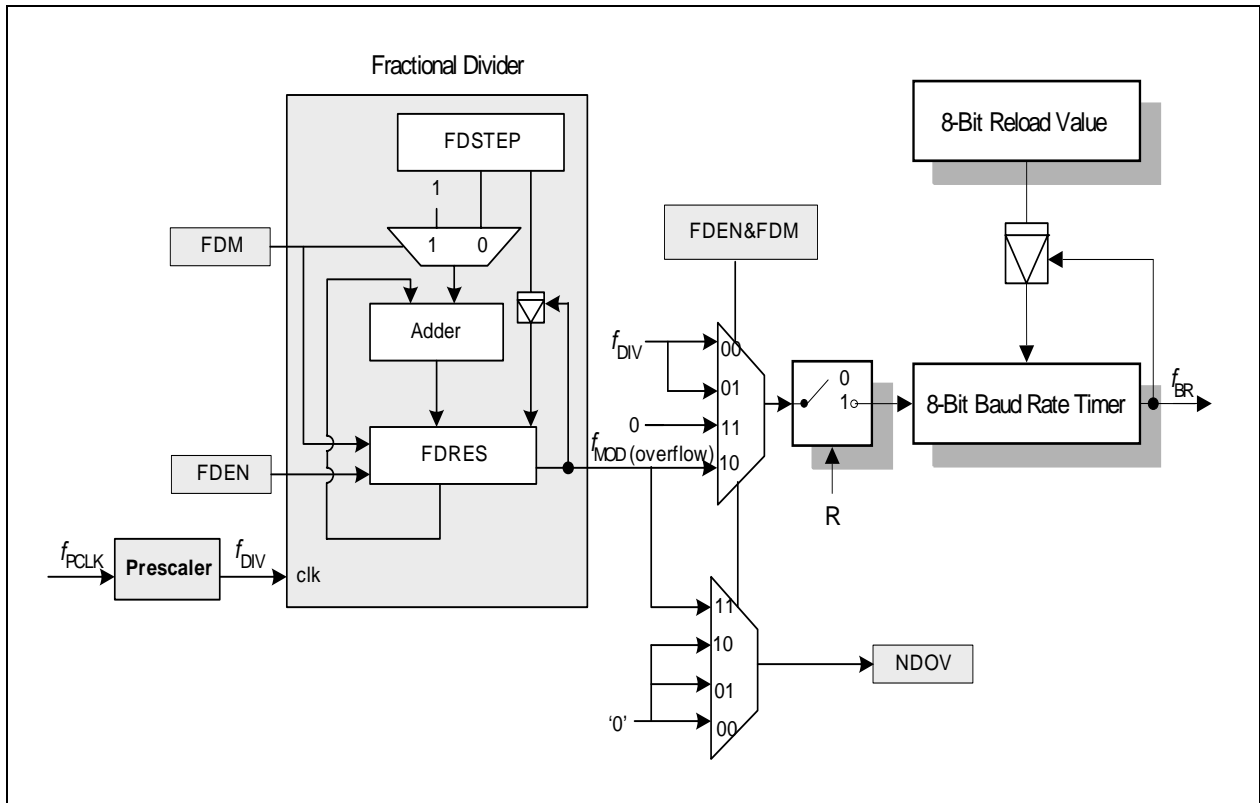 Fractional Divider
FDSTEP
8-Bit Reload Value
1
FDM
1 0
FDEN&FDM
Adder
fDIV
00
01
0
11
10
0
1
8-Bit Baud Rate Timer
fBR
FDRES
fMOD (overflow)
FDEN
R
fPCLK
Prescaler
fDIV
clk
11
10
01
00
'0'
NDOV